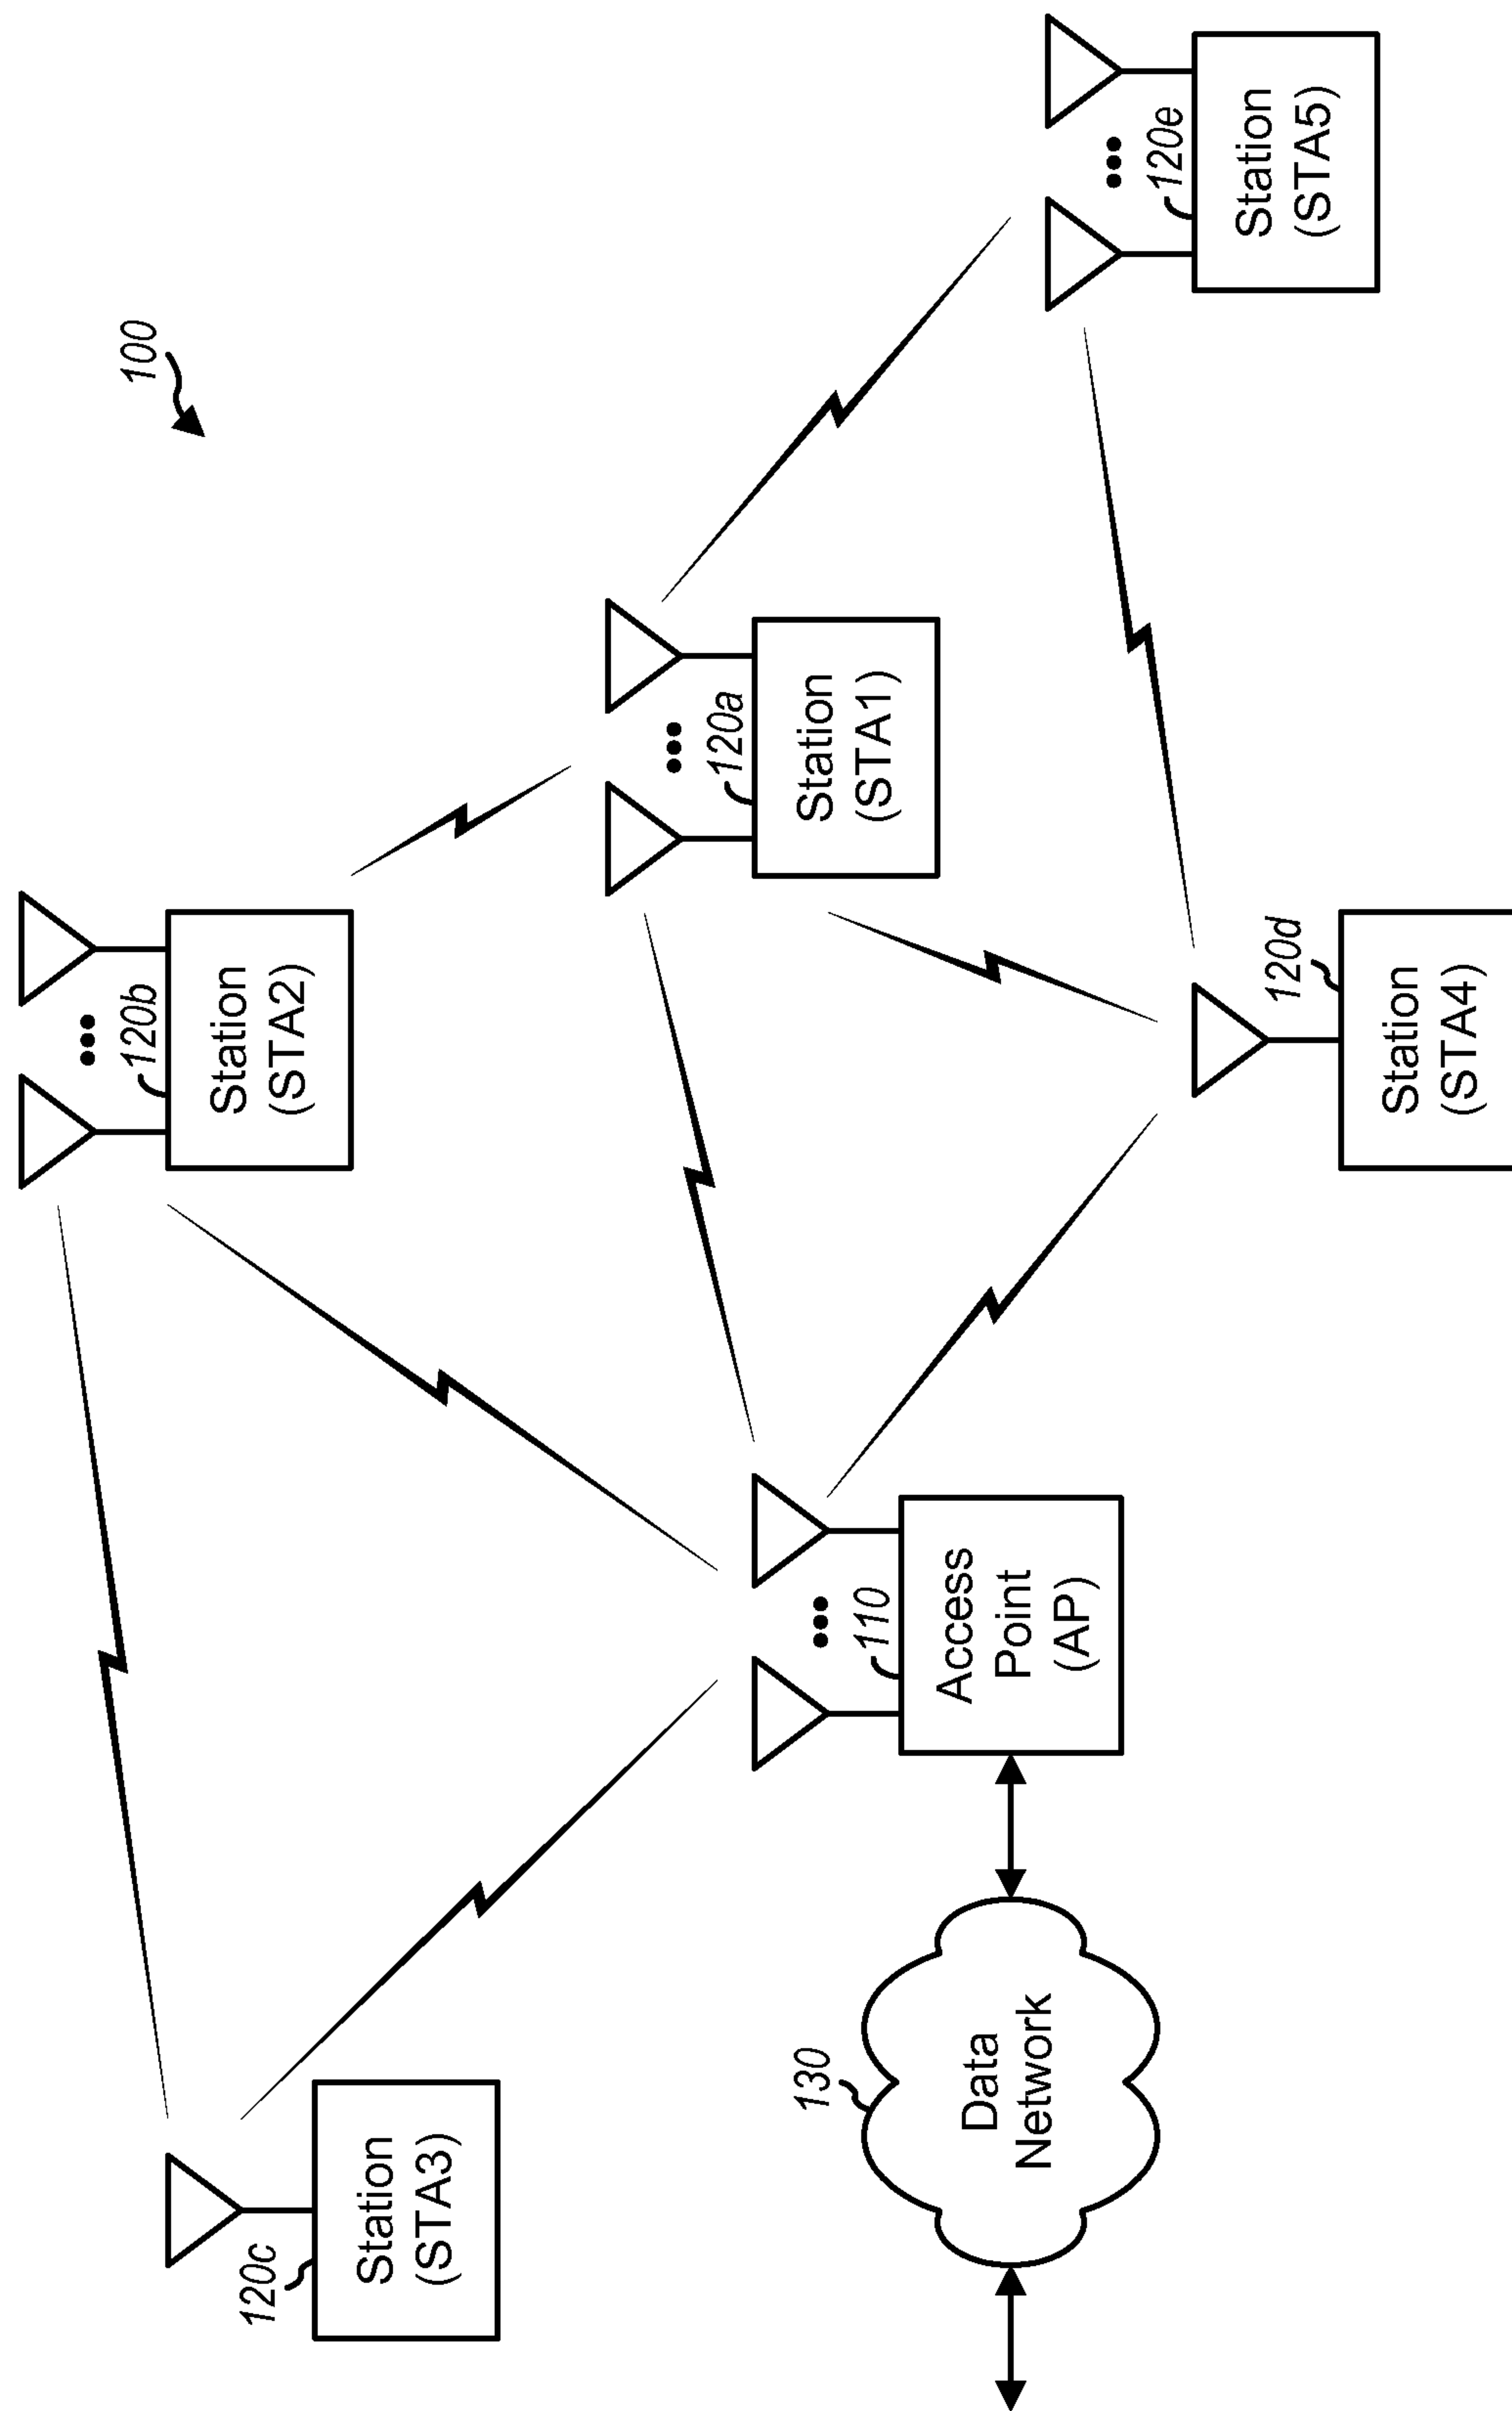 100
120b
Station
(STA2)
120c
Station
(STA3)
120a
Station
(STA1)
110
Access
Point
(AP)
130
Data
Network
120e
Station
(STA5)
120d
Station
(STA4)